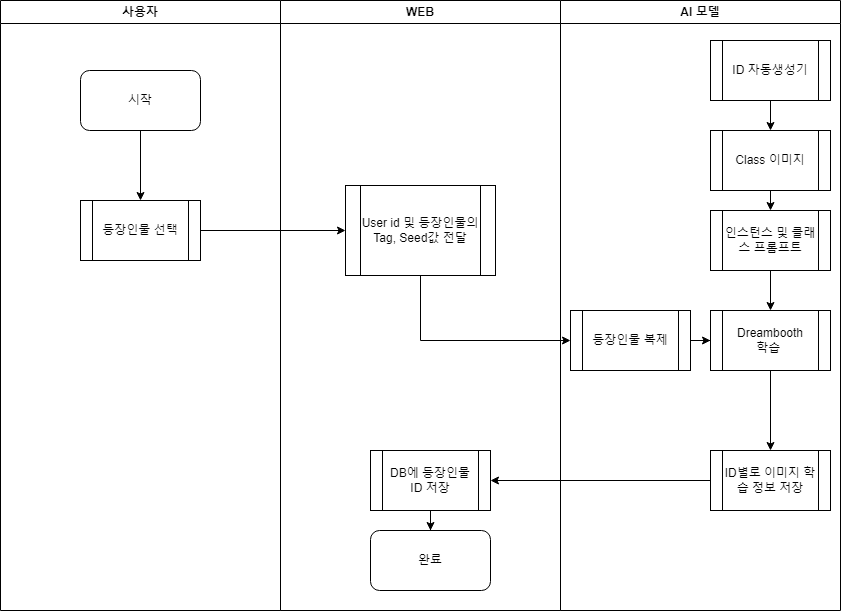 사용자
WEB
AI 모델
시작
등장인물 선택
User id 및 등장인물의
Tag, Seed값 전달
ID 자동생성기
Class 이미지
인스턴스 및 클래
스 프롬프트
등장인물 복제
Dreambooth
학습
ID별로 이미지 학
습 정보 저장
DB에 등장인물
ID 저장
완료